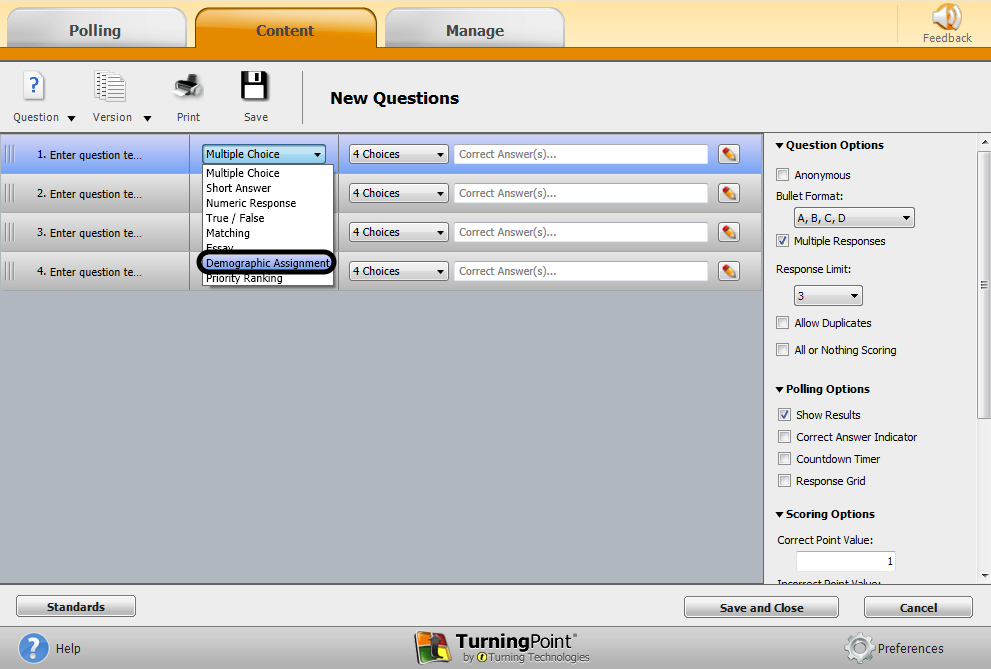 Polling
Content
Manage
Feedback
Question
Version
Print
Save
New Questions
1. Enter question te...
Multiple Choice
4 Choices
Correct Answer(s)...
2. Enter question te...
4 Choices
Correct Answer(s)...
3. Enter question te...
4 Choices
Correct Answer(s)...
4. Enter question te...
4 Choices
Correct Answer(s)...
Multiple Choice
Short Answer
Numeric Response
True / False
Matching
Essay
Demographic Assignment
Priority Ranking
Question Options
Anonymous
Bullet Format:
A, B, C, D
Multiple Responses
Response Limit:
3
Allow Duplicates
All or Nothing Scoring
Polling Options
Show Results
Correct Answer Indicator
Countdown Timer
Response Grid
Scoring Options
Correct Point Value:
1
Incorrect Point Value:
Standards
Save and Close
Cancel
? Help
TurningPoint®
by Turning Technologies
Preferences